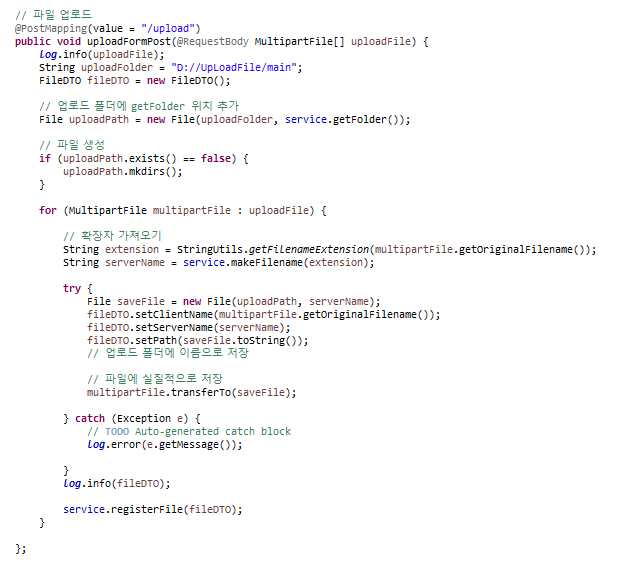 // 파일 업로드
@PostMapping(value = "/upload")
public void uploadFormPost(@RequestBody MultipartFile[] uploadFile) {
log.info(uploadFile);
String uploadFolder = "D://UpLoadFile/main";
FileDTO fileDTO = new FileDTO();
// 업로드 폴더에 getFolder 위치 추가
File uploadPath = new File(uploadFolder, service.getFolder());
// 파일 생성
if (uploadPath.exists() == false) {
uploadPath.mkdirs();
}
for (MultipartFile multipartFile : uploadFile) {
// 확장자 가져오기
String extension = StringUtils.getFilenameExtension(multipartFile.getOriginalFilename());
String serverName = service.makeFilename(extension);
try {
File saveFile = new File(uploadPath, serverName);
fileDTO.setClientName(multipartFile.getOriginalFilename());
fileDTO.setServerName(serverName);
fileDTO.setPath(saveFile.toString());
// 업로드 폴더에 이름으로 저장
// 파일에 실질적으로 저장
multipartFile.transferTo(saveFile);
} catch (Exception e) {
// TODO Auto-generated catch block
log.error(e.getMessage());
}
log.info(fileDTO);
service.registerFile(fileDTO);
}
};